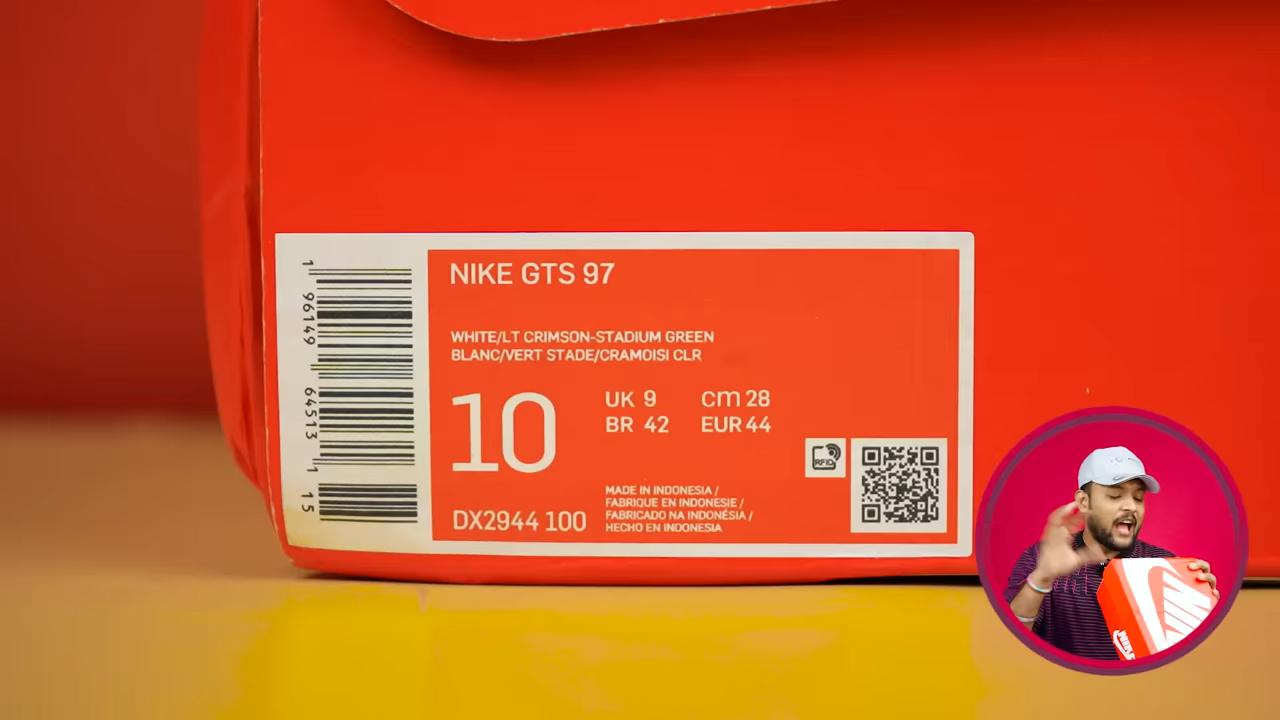 NIKE GTS 97
WHITE/LT CRIMSON-STADIUM GREEN
BLANC/VERT STADE/CRAMOISI CLR
10
UK 9 cm 28
BR 42 EUR 44
DX2944 100
MADE IN INDONESIA /
FABRIQUE EN INDONESIE /
FABRICADO NA INDONÉSIA /
HECHO EN INDONESIA
RFID
1 96149 64513 1 15
NIKE